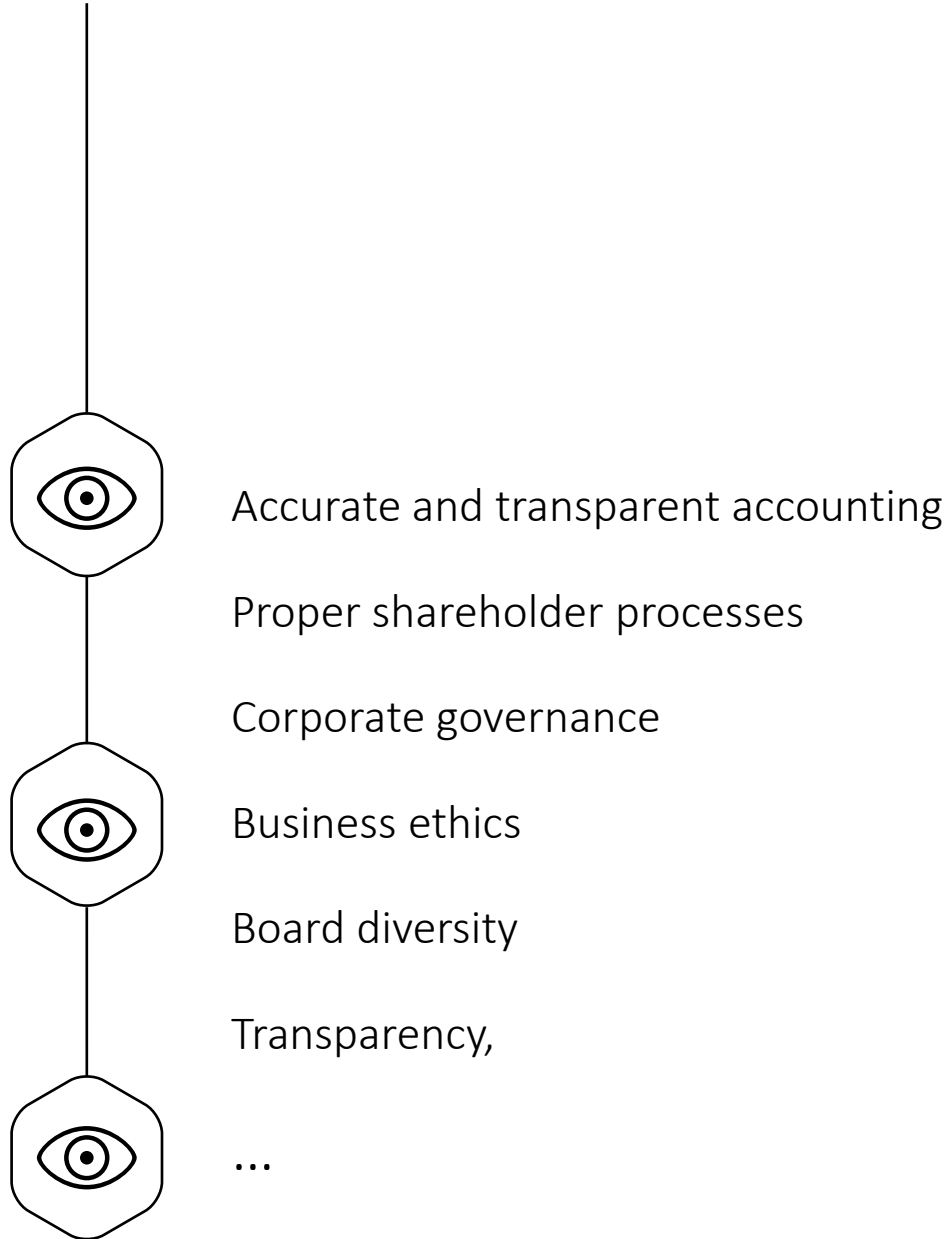 Accurate and transparent accounting
Proper shareholder processes
Corporate governance
Business ethics
Board diversity
Transparency,
...